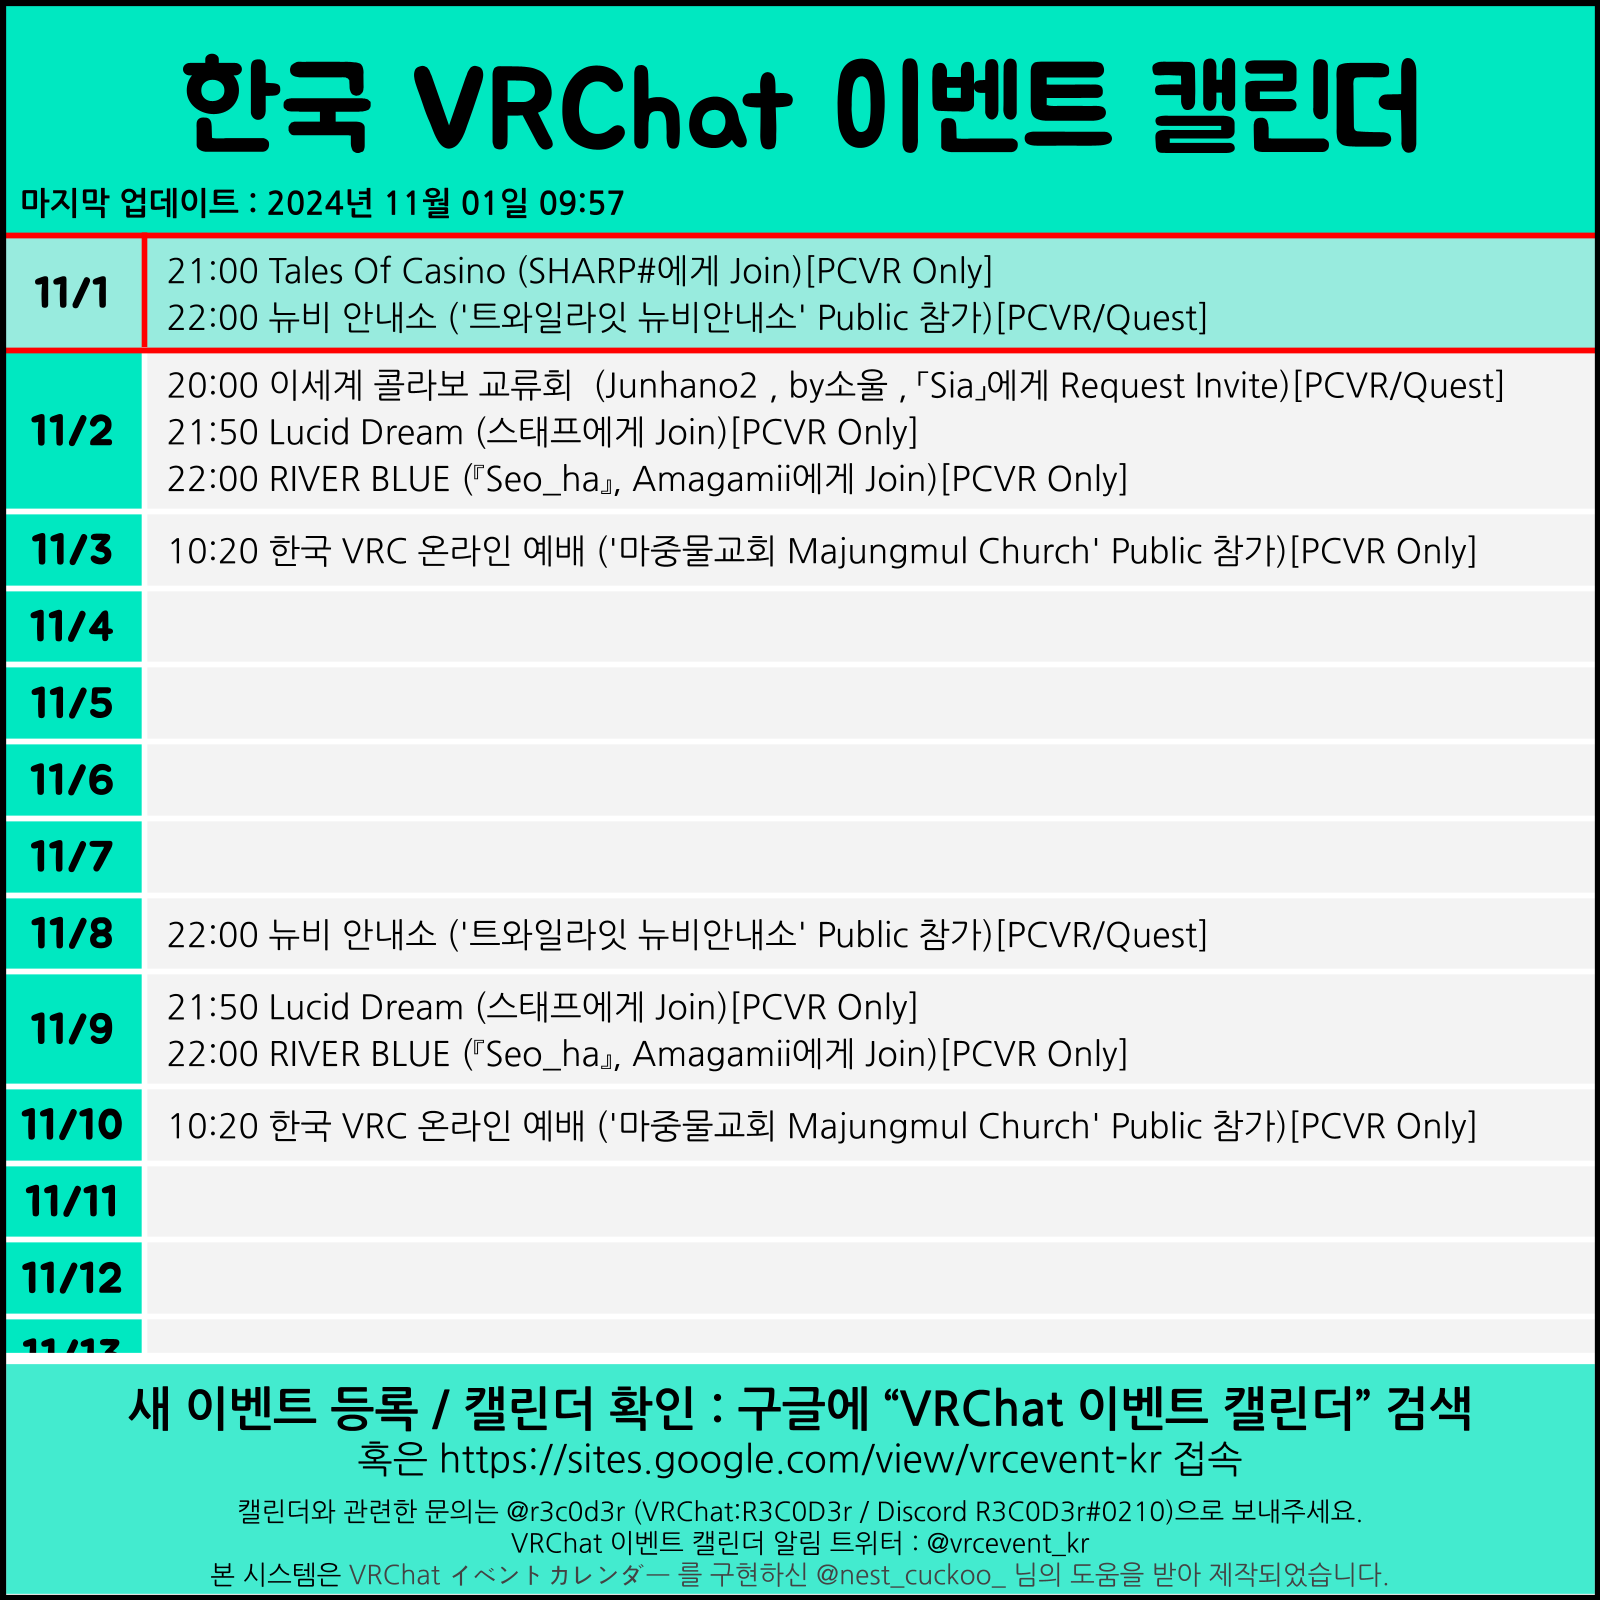 한국 VRChat 이벤트 캘린더
마지막 업데이트 : 2024년 11월 01일 09:57
11/1
21:00 Tales Of Casino (SHARP#에게 Join)[PCVR Only]
22:00 뉴비 안내소 ('트와일라잇 뉴비안내소' Public 참가)[PCVR/Quest]
11/2
20:00 이세계 콜라보 교류회  (Junhano2 , by소울 , ｢Sia｣에게 Request Invite)[PCVR/Quest]
21:50 Lucid Dream (스태프에게 Join)[PCVR Only]
22:00 RIVER BLUE (『Seo_ha』, Amagamii에게 Join)[PCVR Only]
11/3
10:20 한국 VRC 온라인 예배 ('마중물교회 Majungmul Church' Public 참가)[PCVR Only]
11/4
11/5
11/6
11/7
11/8
22:00 뉴비 안내소 ('트와일라잇 뉴비안내소' Public 참가)[PCVR/Quest]
11/9
21:50 Lucid Dream (스태프에게 Join)[PCVR Only]
22:00 RIVER BLUE (『Seo_ha』, Amagamii에게 Join)[PCVR Only]
11/10
10:20 한국 VRC 온라인 예배 ('마중물교회 Majungmul Church' Public 참가)[PCVR Only]
11/11
11/12
11/13
새 이벤트 등록 / 캘린더 확인 : 구글에 “VRChat 이벤트 캘린더” 검색
혹은 https://sites.google.com/view/vrcevent-kr 접속
캘린더와 관련한 문의는 @r3c0d3r (VRChat:R3C0D3r / Discord R3C0D3r#0210)으로 보내주세요.
VRChat 이벤트 캘린더 알림 트위터 : @vrcevent_kr
본 시스템은 VRChat イベントカレンダー 를 구현하신 @nest_cuckoo_ 님의 도움을 받아 제작되었습니다.